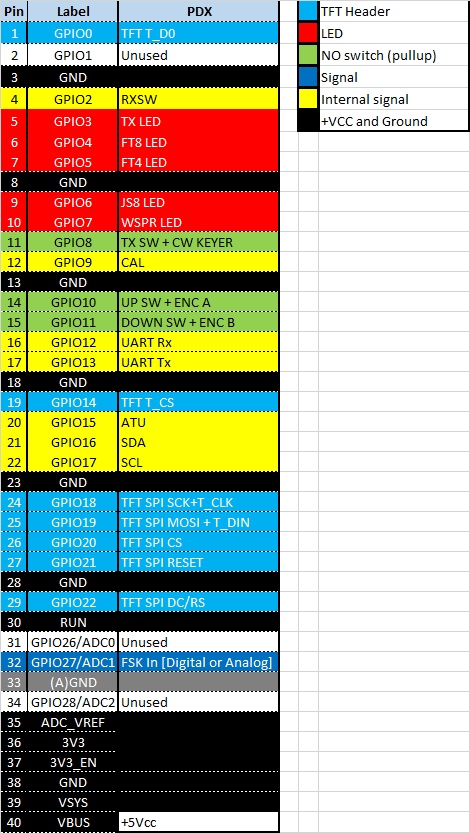 Pin Label PDX
1 GPIO0 TFT T_D0
2 GPIO1 Unused
3 GND
4 GPIO2 RXSW
5 GPIO3 TX LED
6 GPIO4 FT8 LED
7 GPIO5 FT4 LED
8 GND
9 GPIO6 JS8 LED
10 GPIO7 WSPR LED
11 GPIO8 TX SW + CW KEYER
12 GPIO9 CAL
13 GND
14 GPIO10 UP SW + ENC A
15 GPIO11 DOWN SW + ENC B
16 GPIO12 UART Rx
17 GPIO13 UART Tx
18 GND
19 GPIO14 TFT T_CS
20 GPIO15 ATU
21 GPIO16 SDA
22 GPIO17 SCL
23 GND
24 GPIO18 TFT SPI SCK+T_CLK
25 GPIO19 TFT SPI MOSI + T_DIN
26 GPIO20 TFT SPI CS
27 GPIO21 TFT SPI RESET
28 GND
29 GPIO22 TFT SPI DC/RS
30 RUN
31 GPIO26/ADC0 Unused
32 GPIO27/ADC1 FSK In [Digital or Analog]
33 (A)GND
34 GPIO28/ADC2 Unused
35 ADC_VREF
36 3V3
37 3V3_EN
38 GND
39 VSYS
40 VBUS +5Vcc
TFT Header
LED
NO switch (pullup)
Signal
Internal signal
+VCC and Ground